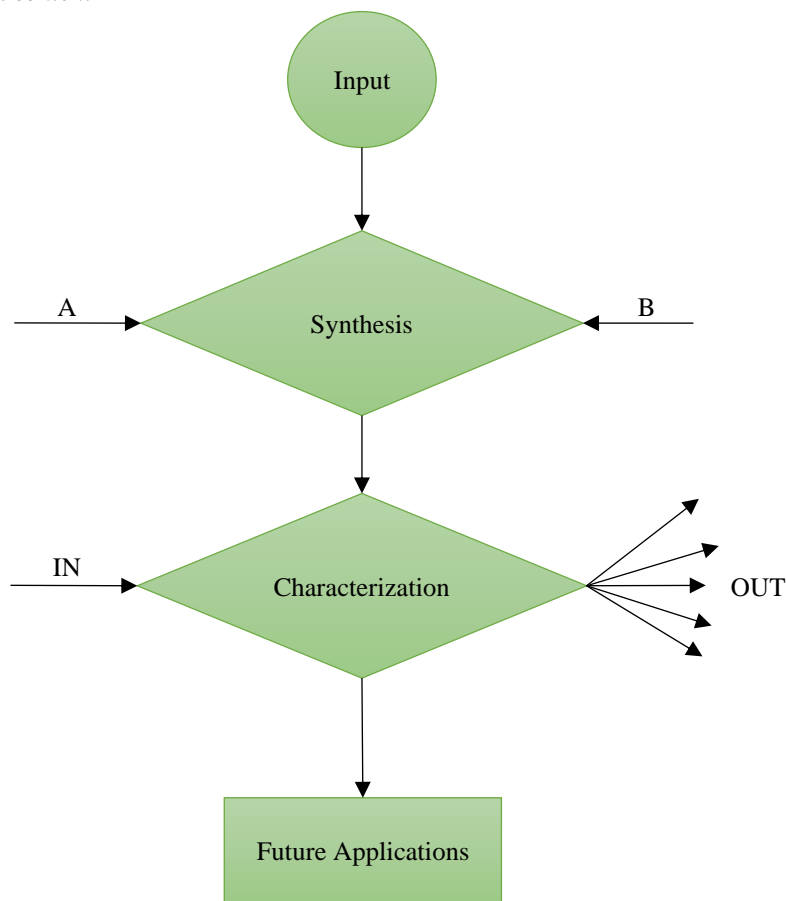 Input
A
B
Synthesis
IN
Characterization
OUT
Future Applications